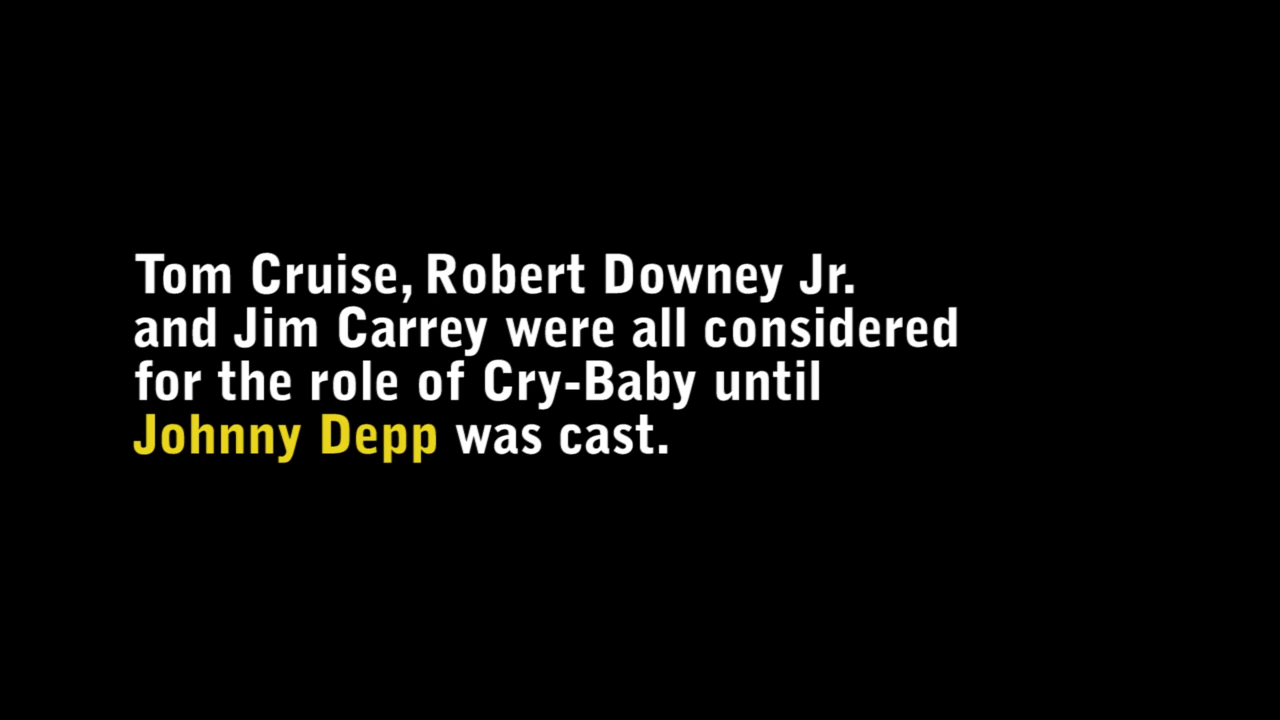 Tom Cruise, Robert Downey Jr.
and Jim Carrey were all considered
for the role of Cry-Baby until
Johnny Depp was cast.